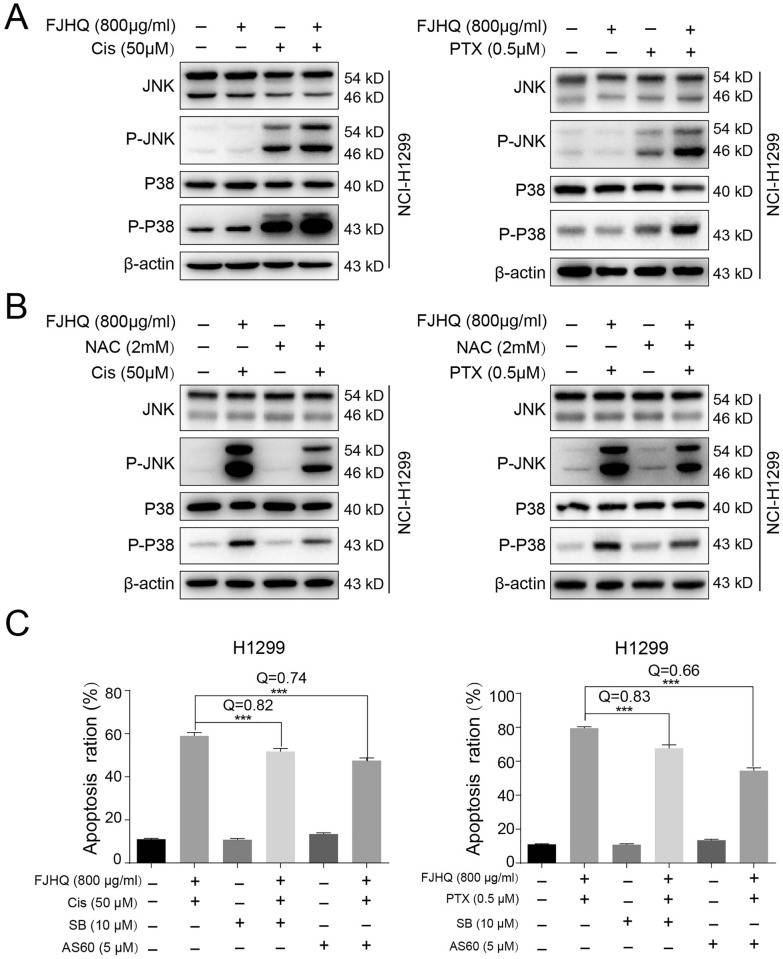 A
FJHQ (800μg/ml) – + – +
Cis (50μM) – – + +
JNK 54 kD
46 kD
P-JNK 54 kD
46 kD
P38 40 kD
P-P38 43 kD
β-actin 43 kD
NCI-H1299
FJHQ (800μg/ml) – + – +
PTX (0.5μM) – – + +
JNK 54 kD
46 kD
P-JNK 54 kD
46 kD
P38 40 kD
P-P38 43 kD
β-actin 43 kD
NCI-H1299
B
FJHQ (800μg/ml) – + – +
NAC (2mM) – – + +
Cis (50μM) – + – +
JNK 54 kD
46 kD
P-JNK 54 kD
46 kD
P38 40 kD
P-P38 43 kD
β-actin 43 kD
NCI-H1299
FJHQ (800μg/ml) – + – +
NAC (2mM) – – + +
PTX (0.5μM) – + – +
JNK 54 kD
46 kD
P-JNK 54 kD
46 kD
P38 40 kD
P-P38 43 kD
β-actin 43 kD
NCI-H1299
C
H1299
Q=0.74
***
Q=0.82
***
Apoptosis ration (%)
80
60
40
20
0
FJHQ (800 μg/ml) – + – + – +
Cis (50 μM) – + – + – +
SB (10 μM) – – + + – –
AS60 (5 μM) – – – – + +
H1299
Q=0.66
***
Q=0.83
***
Apoptosis ration (%)
100
80
60
40
20
0
FJHQ (800 μg/ml) – + – + – +
PTX (0.5 μM) – + – + – +
SB (10 μM) – – + + – –
AS60 (5 μM) – – – – + +